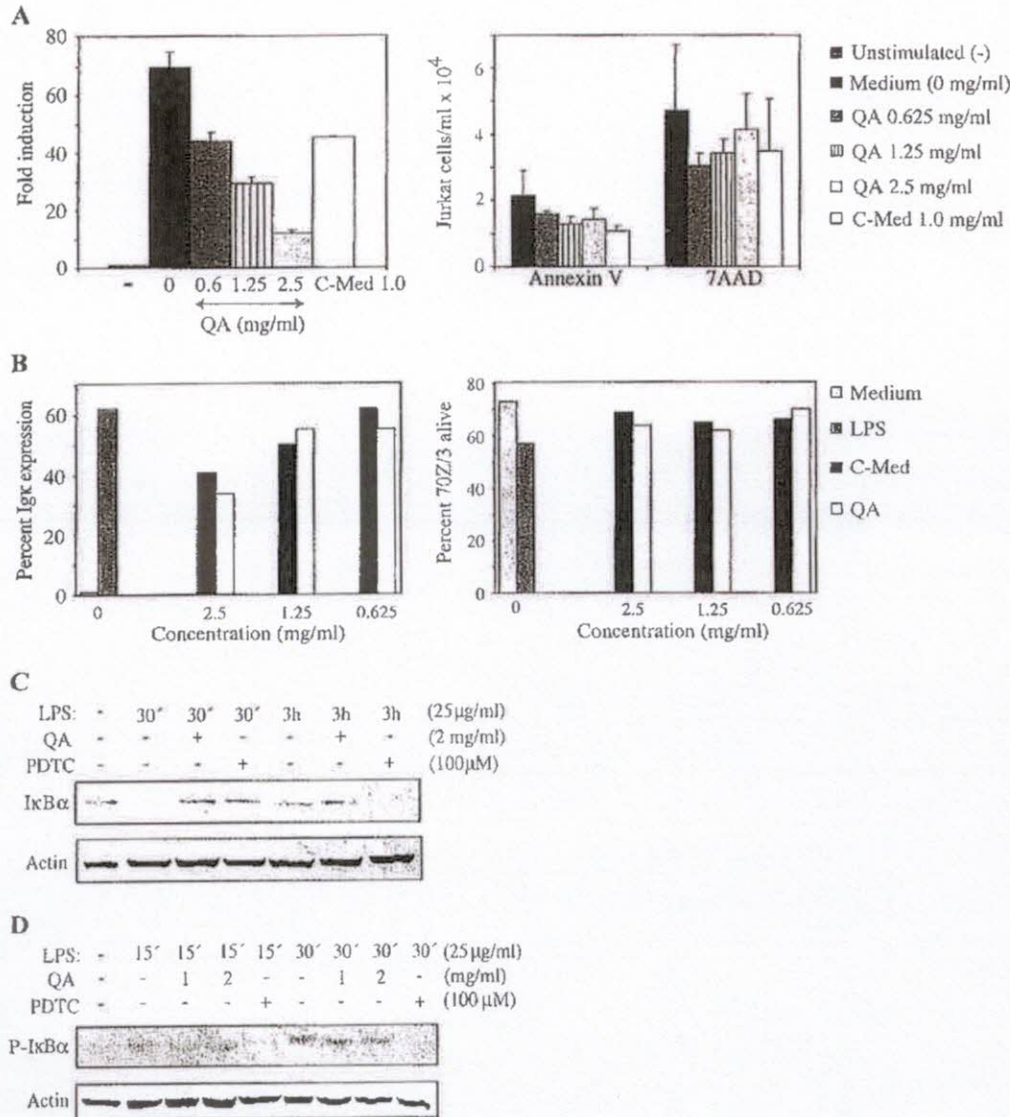 A
Fold induction
80
60
40
20
0
- 0 0.6 1.25 2.5 C-Med 1.0
QA (mg/ml)
Jurkat cells/ml x 10⁴
6
4
2
0
Annexin V 7AAD
Unstimulated (-)
Medium (0 mg/ml)
QA 0.625 mg/ml
QA 1.25 mg/ml
QA 2.5 mg/ml
C-Med 1.0 mg/ml
B
Percent Igκ expression
60
40
20
0
0 2.5 1.25 0.625
Concentration (mg/ml)
Percent 70Z/3 alive
80
70
60
50
40
30
20
10
0
0 2.5 1.25 0.625
Concentration (mg/ml)
Medium
LPS
C-Med
QA
C
LPS: - 30´ 30´ 30´ 3h 3h 3h (25µg/ml)
QA - - + - - + - (2 mg/ml)
PDTC - - - + - - + (100µM)
IκBα
Actin
D
LPS: - 15´ 15´ 15´ 15´ 30´ 30´ 30´ 30´ (25µg/ml)
QA - - 1 2 - - 1 2 - (mg/ml)
PDTC - - - - + - - - + (100 µM)
P-IκBα
Actin